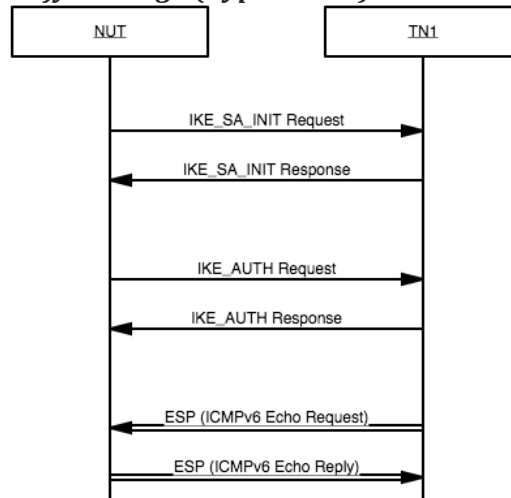 NUT TN1
IKE_SA_INIT Request
IKE_SA_INIT Response
IKE_AUTH Request
IKE_AUTH Response
ESP (ICMPv6 Echo Request)
ESP (ICMPv6 Echo Reply)